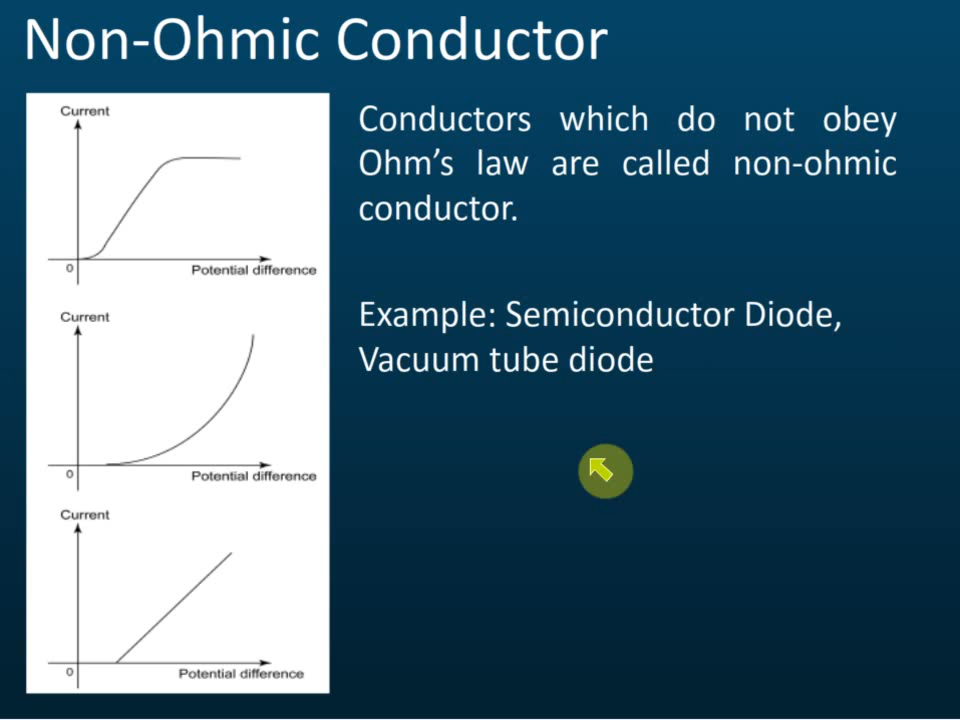 Non-Ohmic Conductor
Current
0
Potential difference
Current
0
Potential difference
Current
0
Potential difference
Conductors which do not obey
Ohm's law are called non-ohmic
conductor.
Example: Semiconductor Diode,
Vacuum tube diode